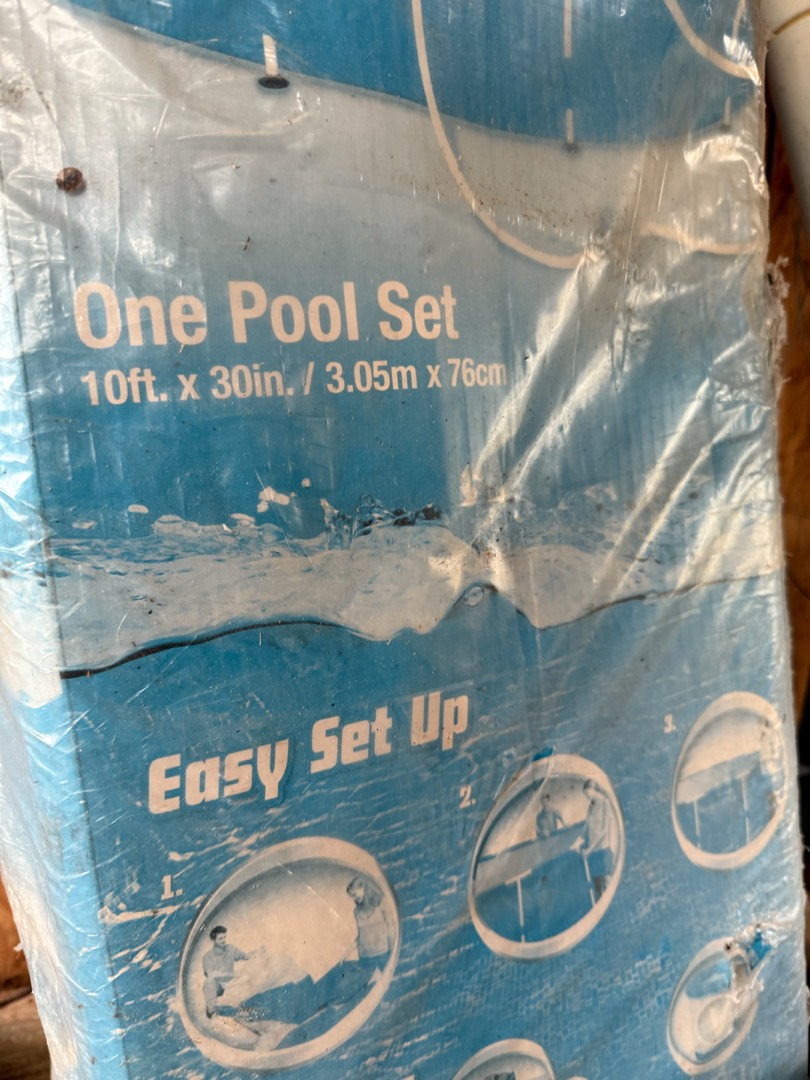 One Pool Set
10ft. x 30in. / 3.05m x 76cm
Easy Set Up
1.
2.
3.